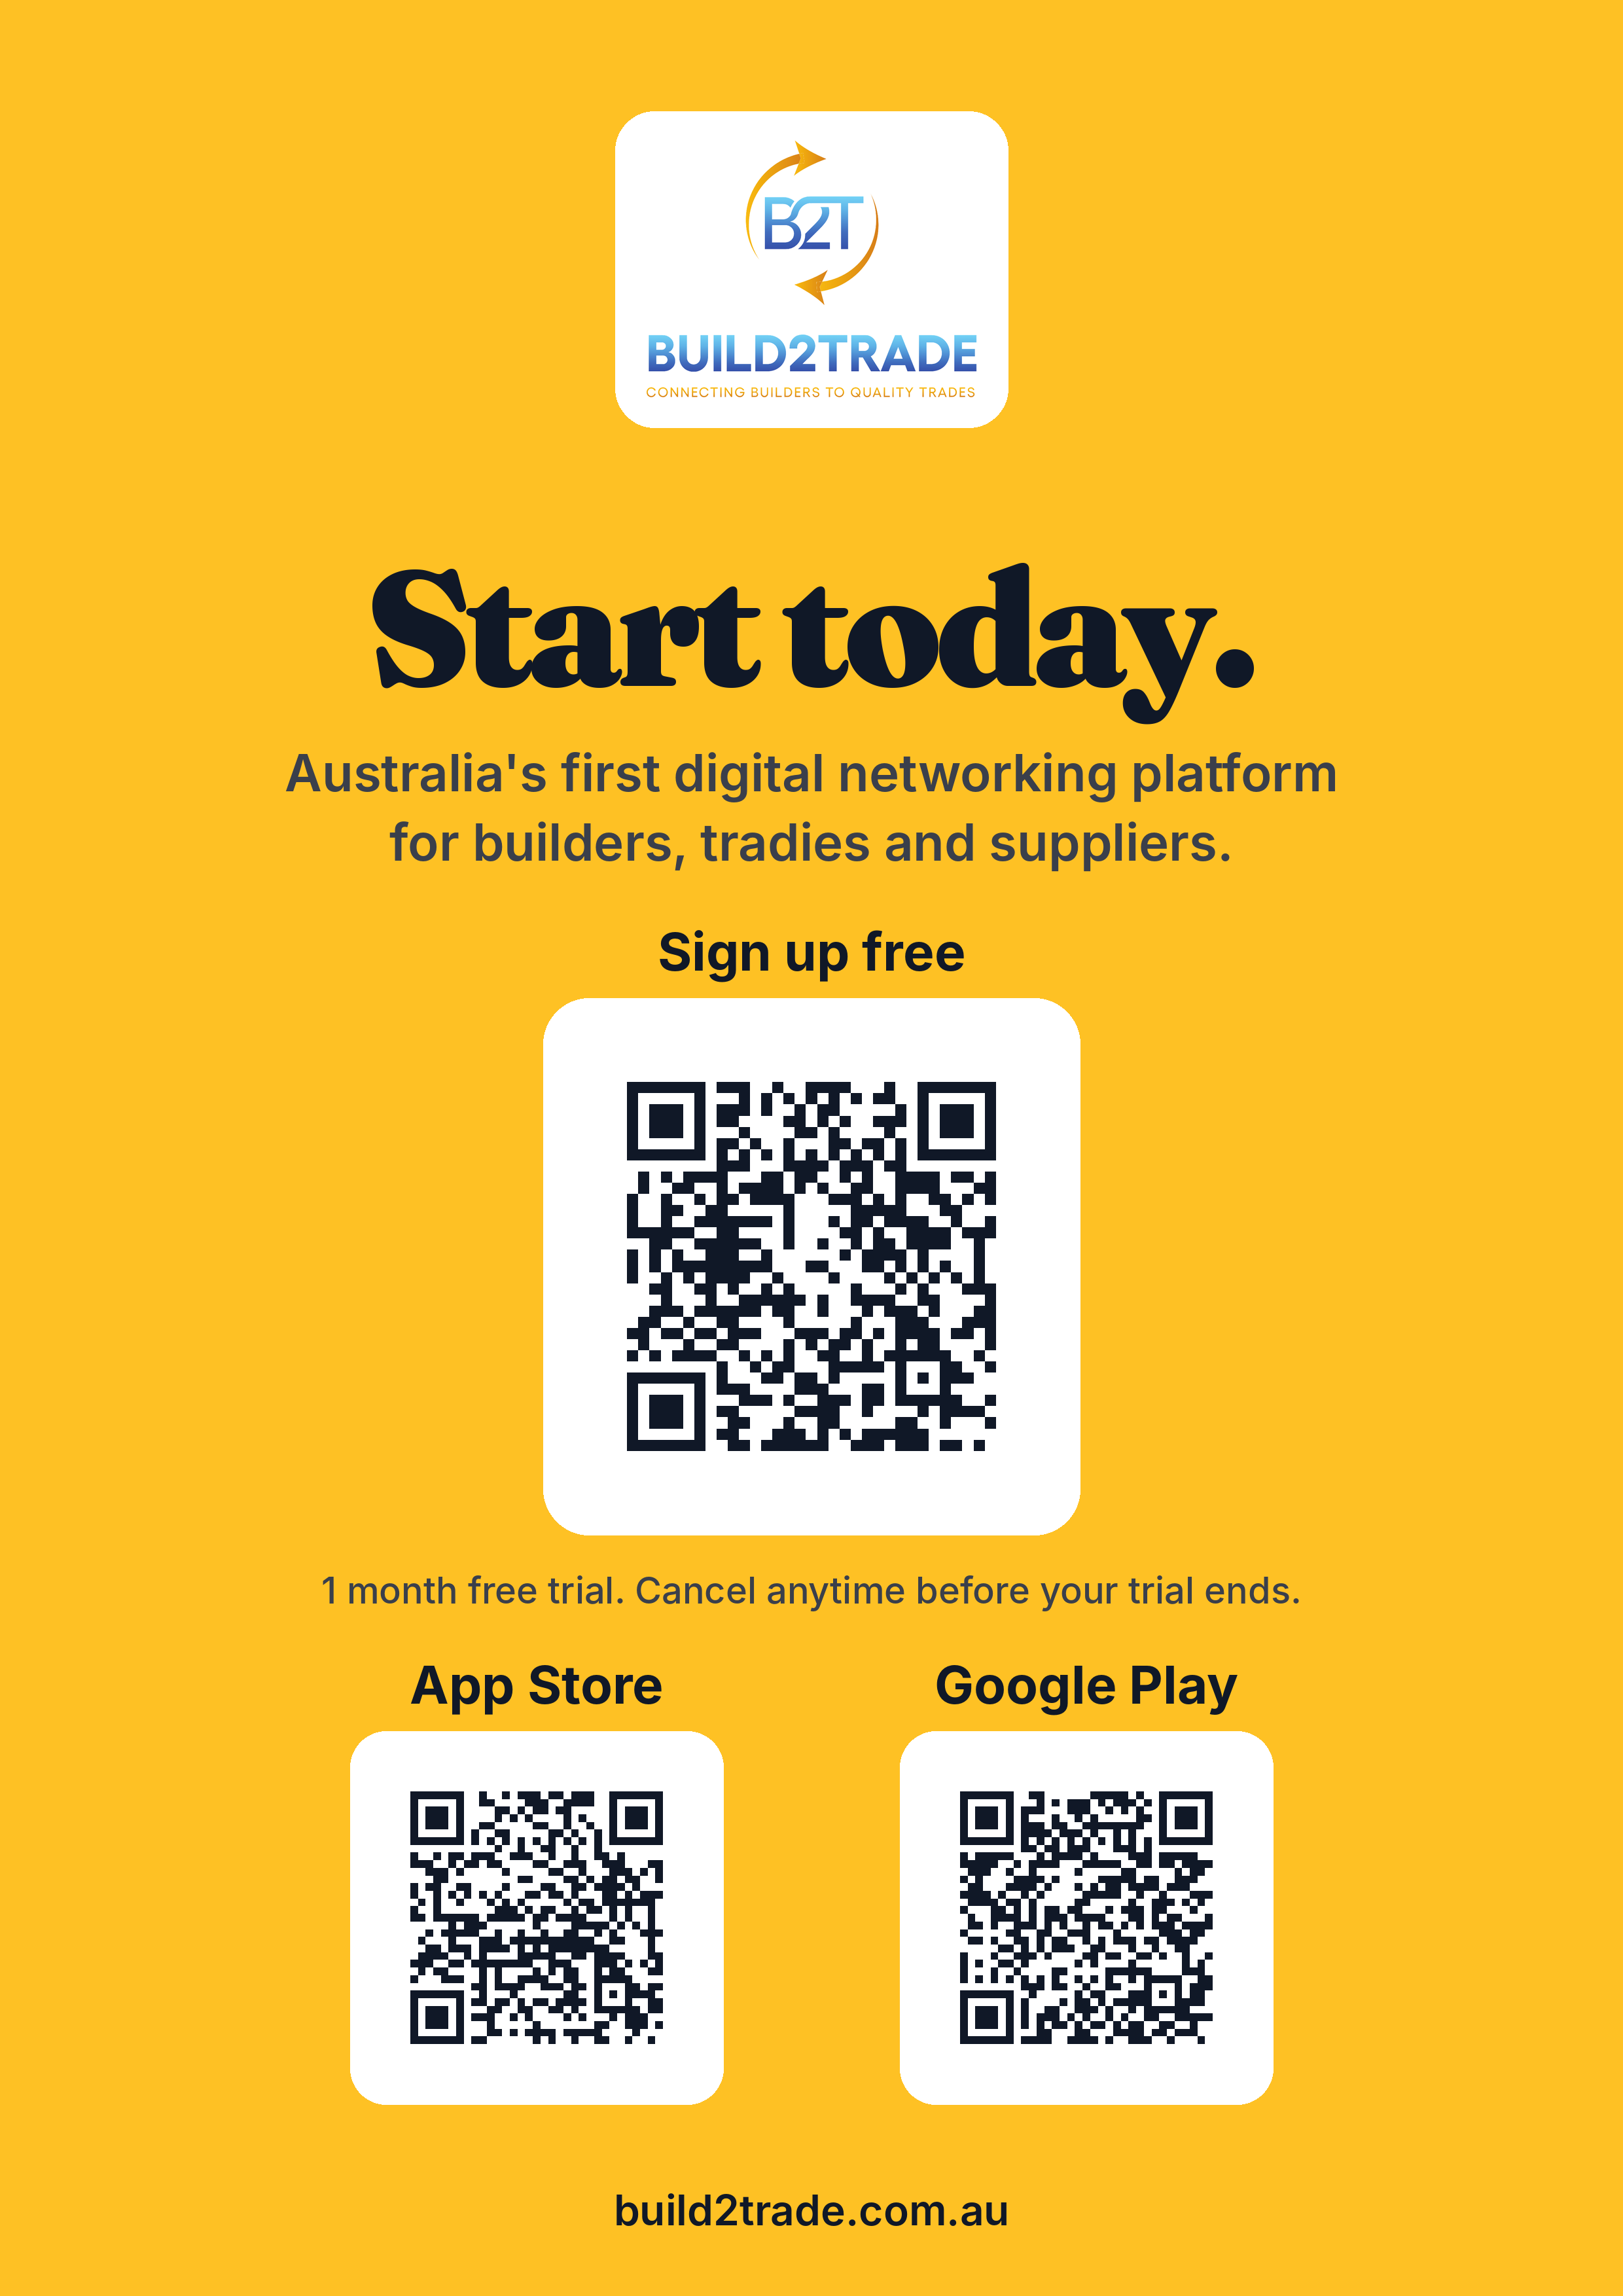 B2T
BUILD2TRADE
CONNECTING BUILDERS TO QUALITY TRADES
Start today.
Australia's first digital networking platform
for builders, tradies and suppliers.
Sign up free
1 month free trial. Cancel anytime before your trial ends.
App Store
Google Play
build2trade.com.au